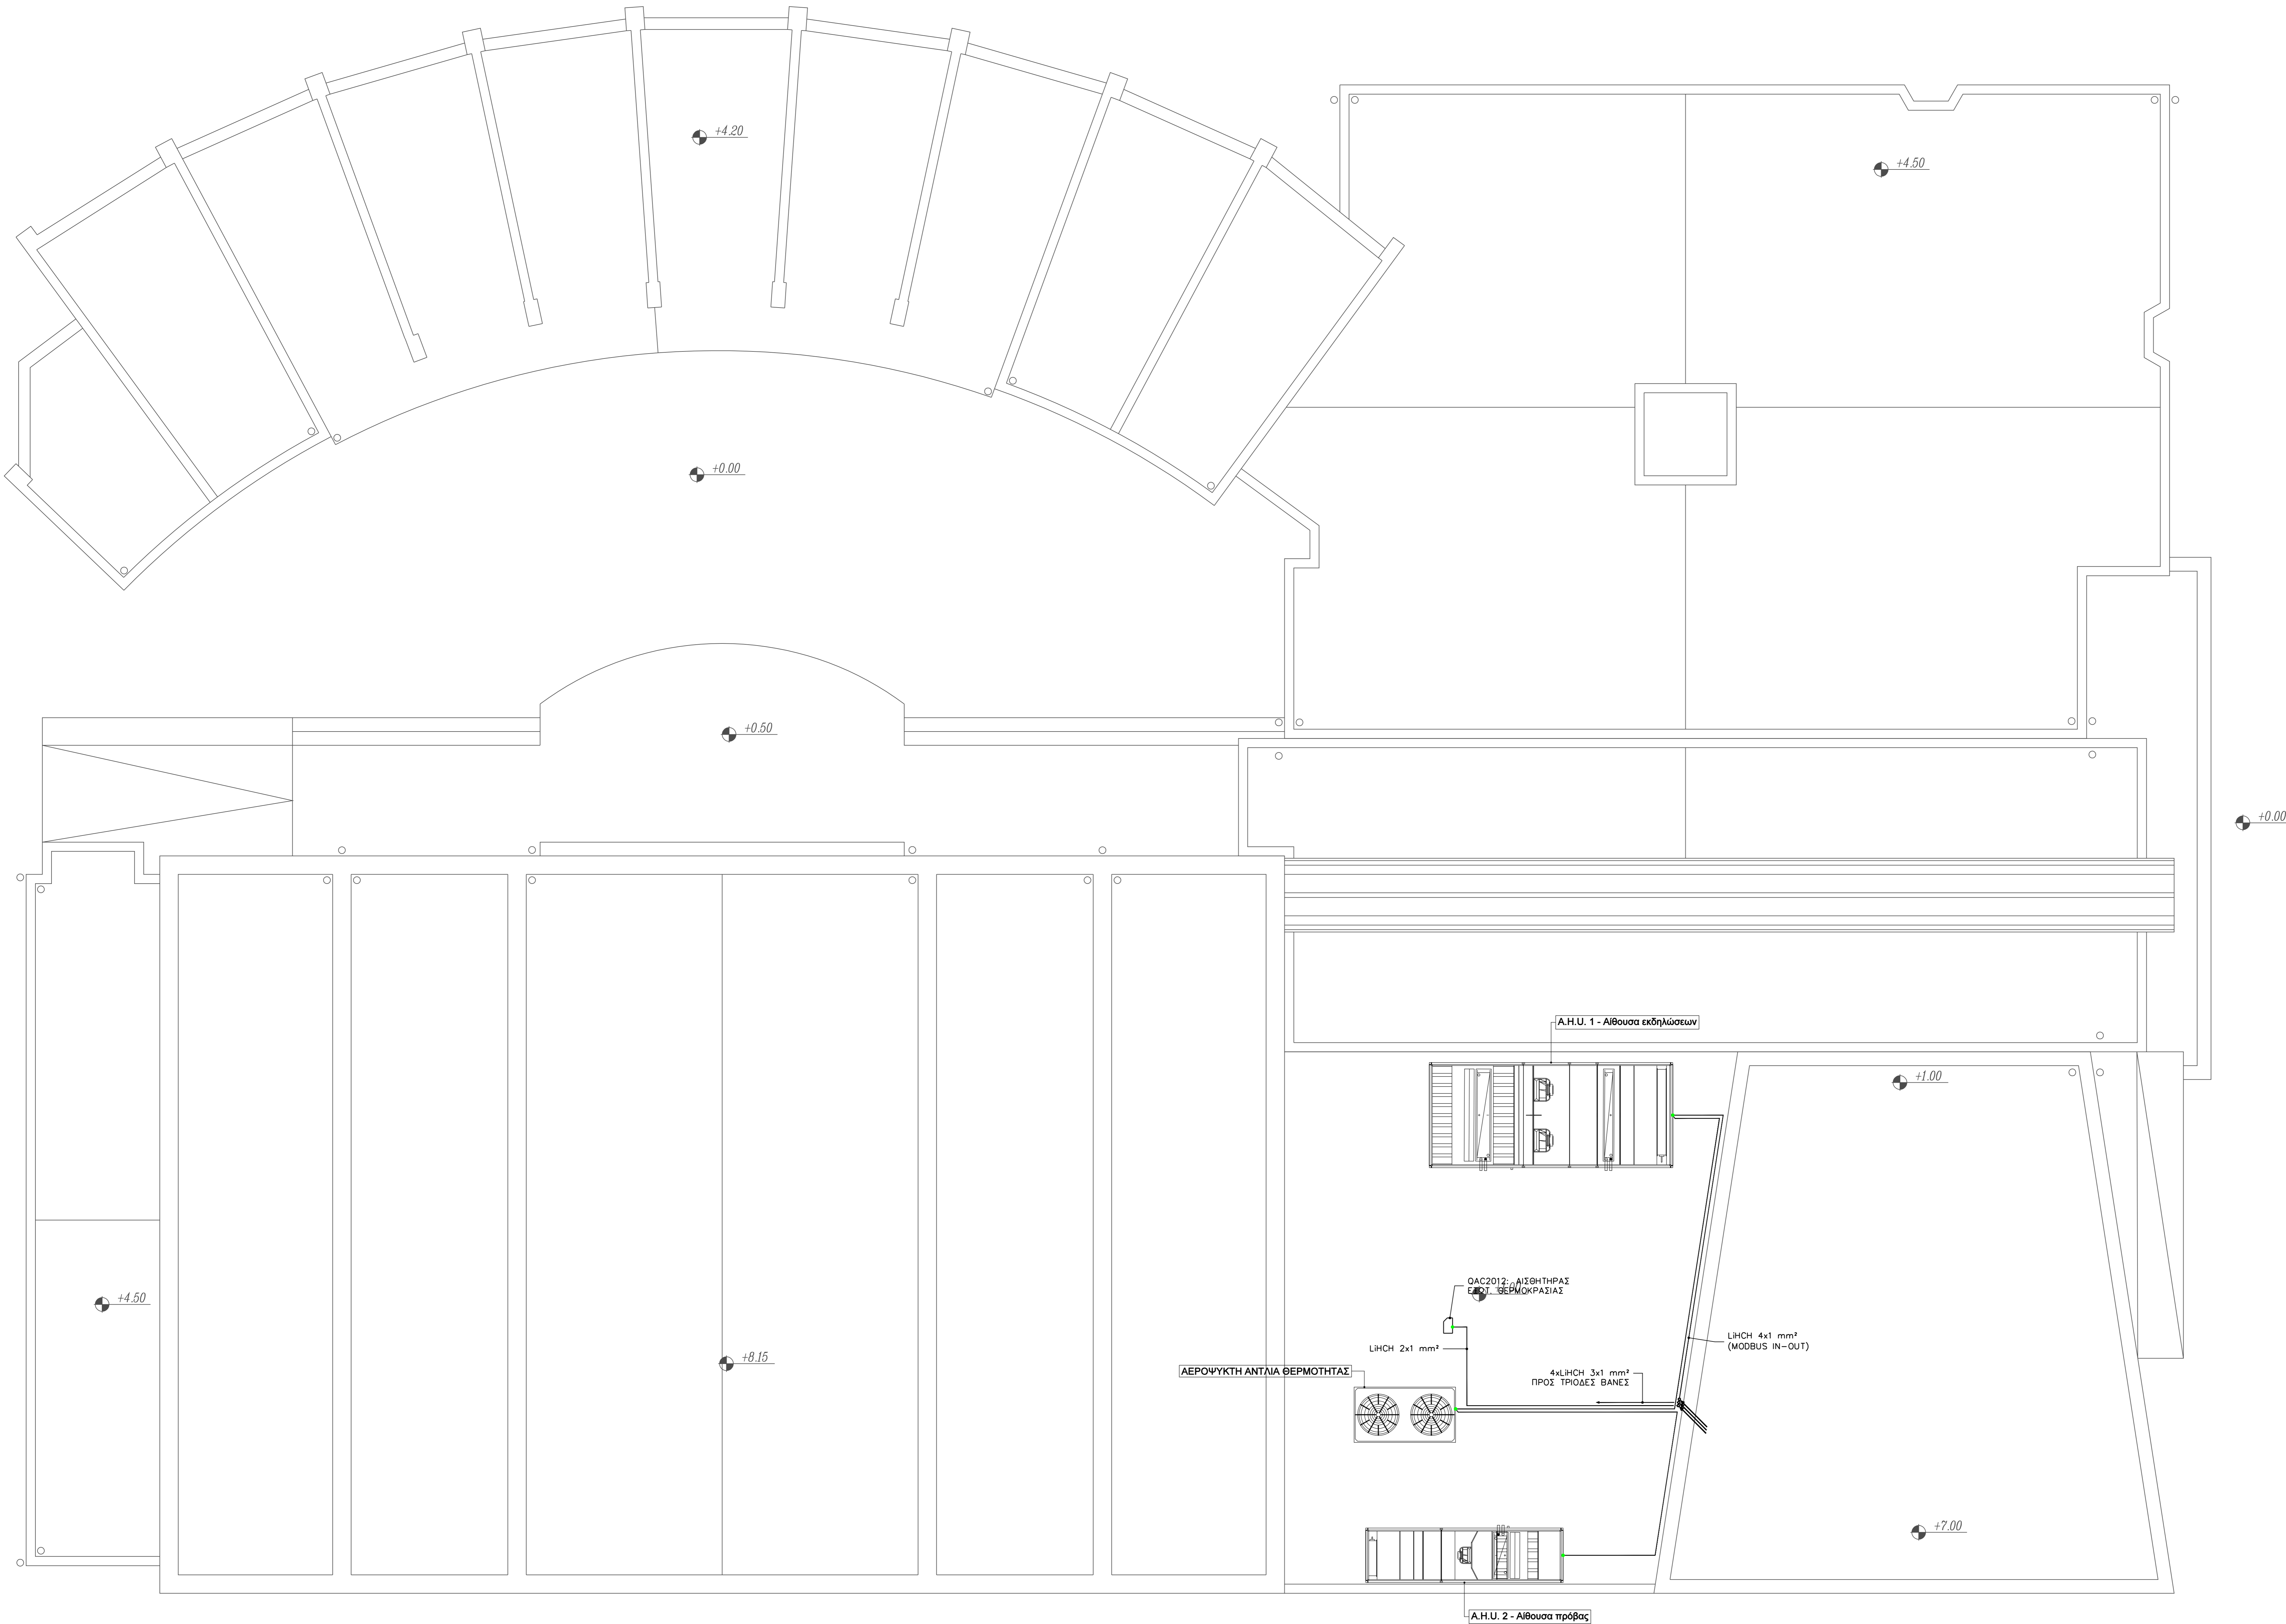 +4.20
+4.50
+0.00
+0.50
+0.00
A.H.U. 1 - Αίθουσα εκδηλώσεων
+1.00
QAC2012: ΑΙΣΘΗΤΗΡΑΣ
ΕΞΩΤ. ΘΕΡΜΟΚΡΑΣΙΑΣ
+4.50
LiHCH 4x1 mm²
(MODBUS IN-OUT)
LiHCH 2x1 mm²
+8.15
ΑΕΡΟΨΥΚΤΗ ΑΝΤΛΙΑ ΘΕΡΜΟΤΗΤΑΣ
4xLiHCH 3x1 mm²
ΠΡΟΣ ΤΡΙΟΔΕΣ ΒΑΝΕΣ
+7.00
A.H.U. 2 - Αίθουσα πρόβας